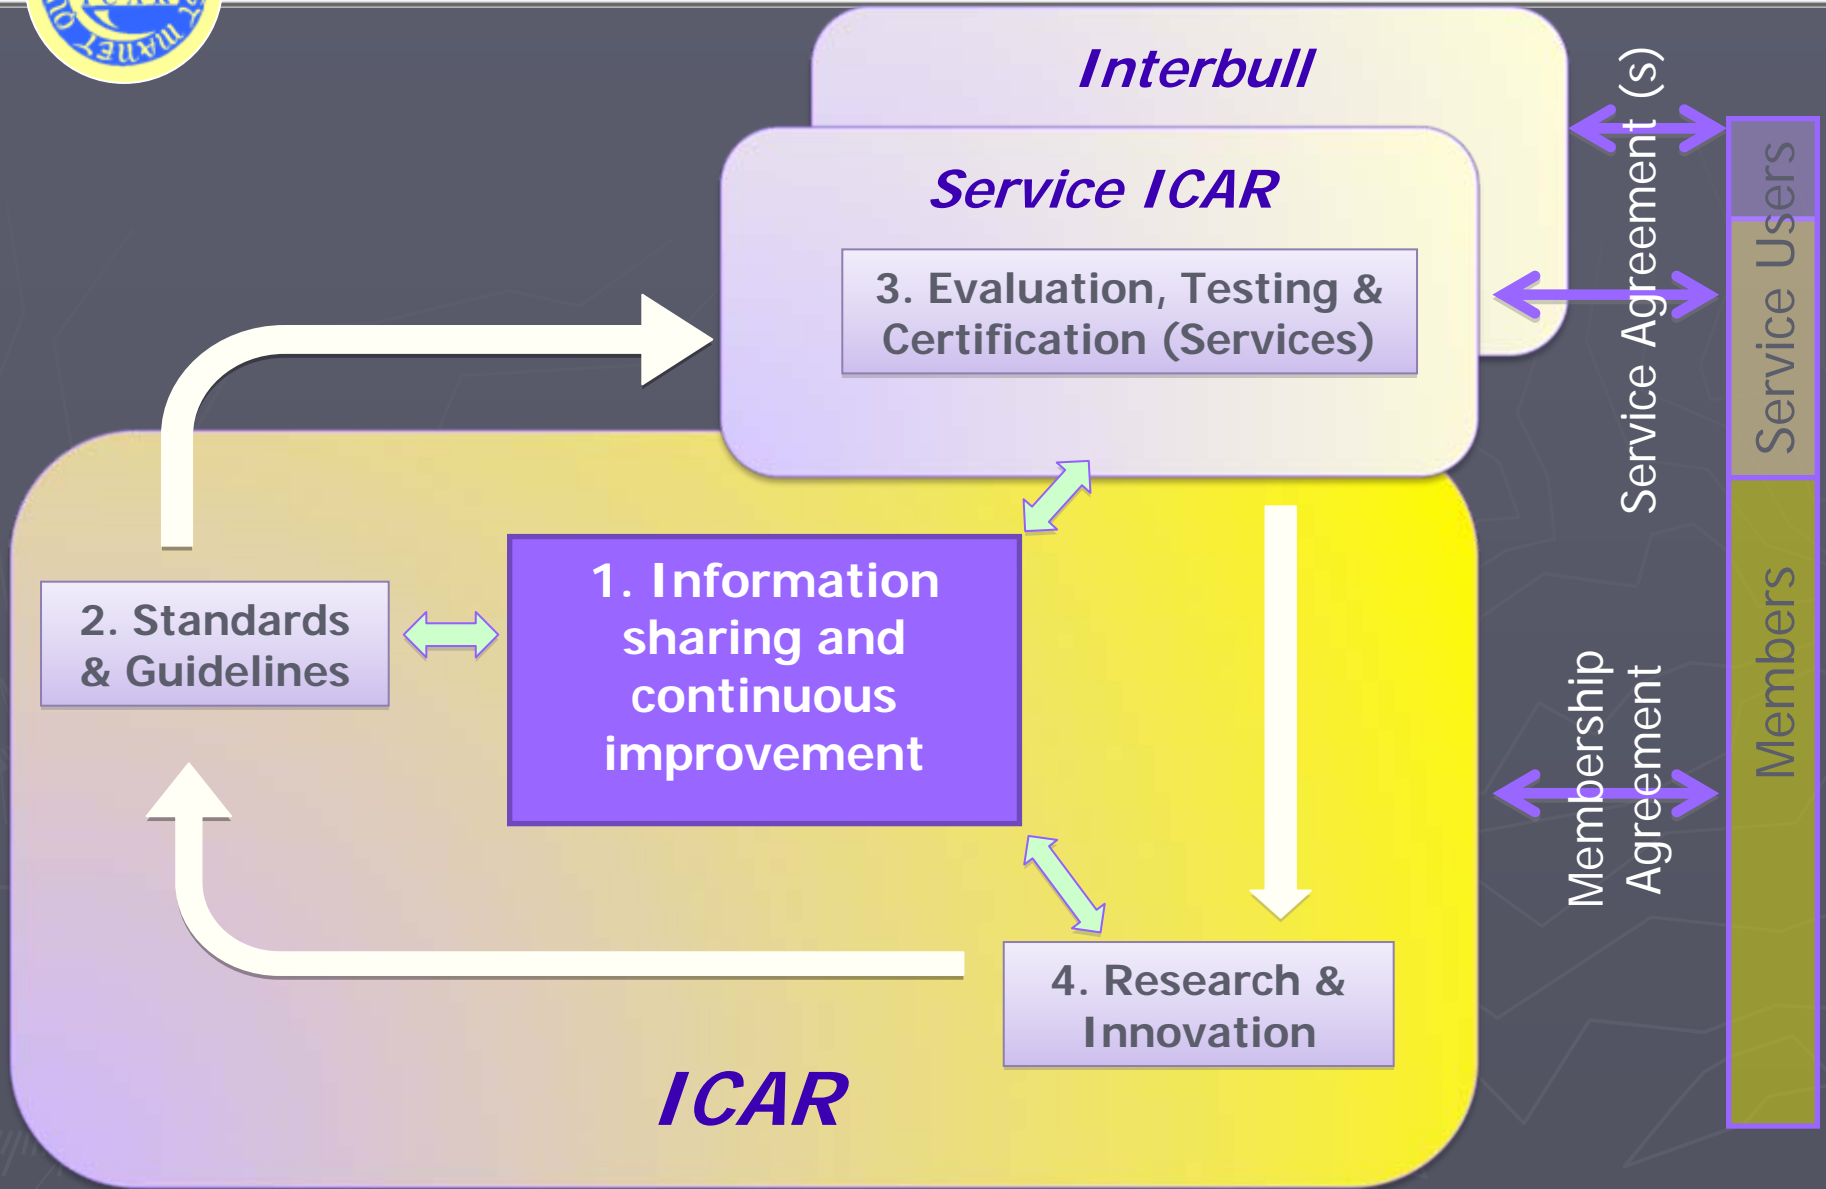 MANET
Interbull
Service ICAR
3. Evaluation, Testing &
Certification (Services)
1. Information
sharing and
continuous
improvement
2. Standards
& Guidelines
4. Research &
Innovation
ICAR
Service Agreement (s)
Membership
Agreement
Service Users
Members